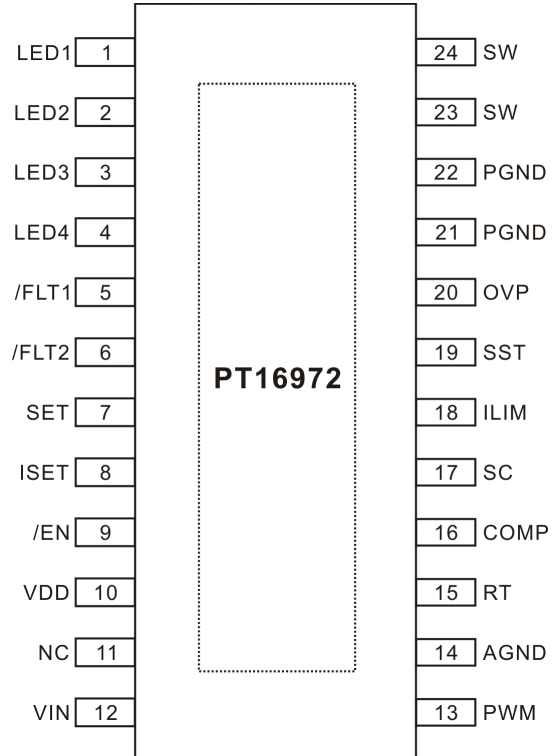 LED1 1 24 SW
LED2 2 23 SW
LED3 3 22 PGND
LED4 4 21 PGND
/FLT1 5 20 OVP
/FLT2 6 19 SST
PT16972
SET 7 18 ILIM
ISET 8 17 SC
/EN 9 16 COMP
VDD 10 15 RT
NC 11 14 AGND
VIN 12 13 PWM